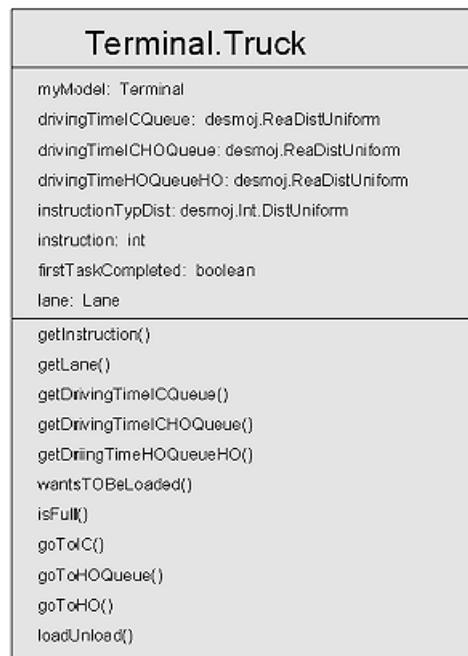 Terminal.Truck
myModel: Terminal
drivingTimeICQueue: desmoj.ReaDistUniform
drivingTimeICHOQueue: desmoj.ReaDistUniform
drivingTimeHOQueueHO: desmoj.ReaDistUniform
instructionTypDist: desmoj.Int.DistUniform
instruction: int
firstTaskCompleted: boolean
lane: Lane
getInstruction()
getLane()
getDrivingTimeICQueue()
getDrivingTimeICHOQueue()
getDriingTimeHOQueueHO()
wantsTOBeLoaded()
isFull()
goToIC()
goToHOQueue()
goToHO()
loadUnload()